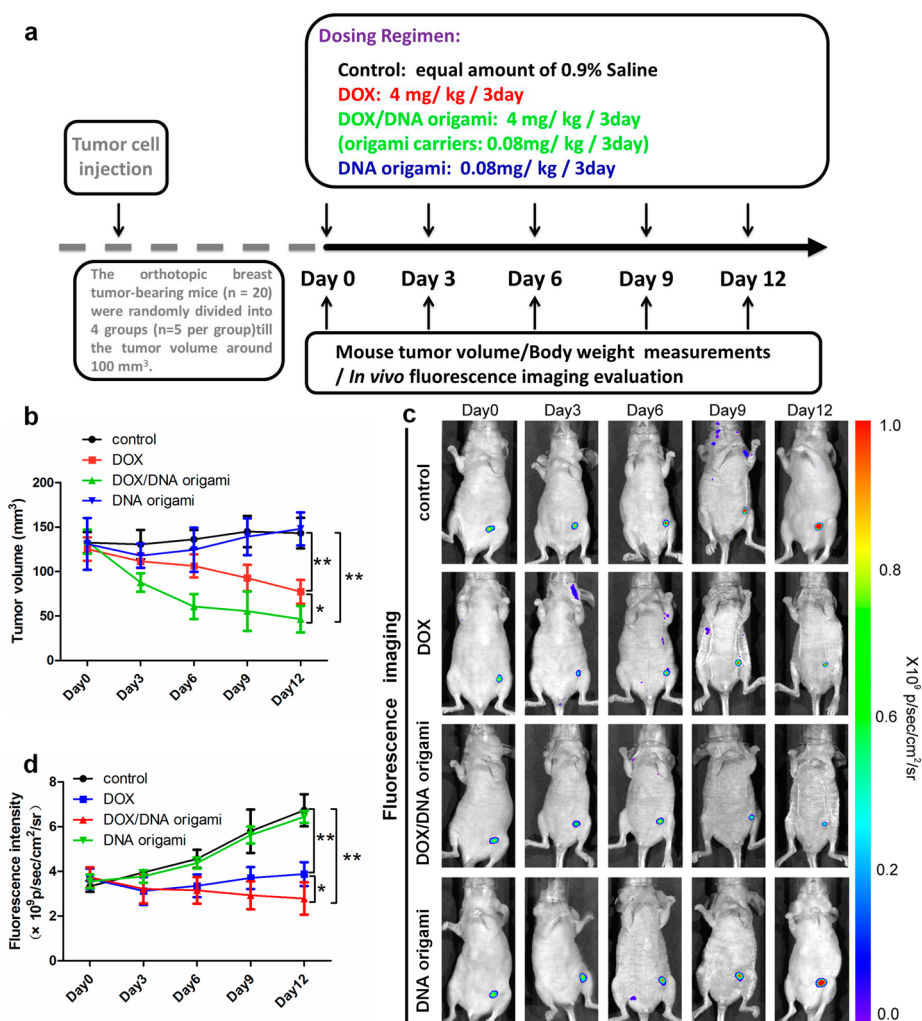 a
Dosing Regimen:
Control: equal amount of 0.9% Saline
DOX: 4 mg/ kg / 3day
DOX/DNA origami: 4 mg/ kg / 3day
(origami carriers: 0.08mg/ kg / 3day)
DNA origami: 0.08mg/ kg / 3day
Tumor cell
injection
The orthotopic breast
tumor-bearing mice (n = 20)
were randomly divided into
4 groups (n=5 per group)till
the tumor volume around
100 mm³.
Day 0
Day 3
Day 6
Day 9
Day 12
Mouse tumor volume/Body weight measurements
/ In vivo fluorescence imaging evaluation
b
control
DOX
DOX/DNA origami
DNA origami
Tumor volume (mm³)
200
150
100
50
0
**
*
**
Day0
Day3
Day6
Day9
Day12
c
Day0
Day3
Day6
Day9
Day12
Fluorescence imaging
control
DOX
DOX/DNA origami
DNA origami
1.0
0.8
0.6
0.2
0.0
X10⁹ p/sec/cm²/sr
d
control
DOX
DOX/DNA origami
DNA origami
Fluorescence intensity
(× 10⁹p/sec/cm²/sr)
8
6
4
2
0
**
*
**
Day0
Day3
Day6
Day9
Day12